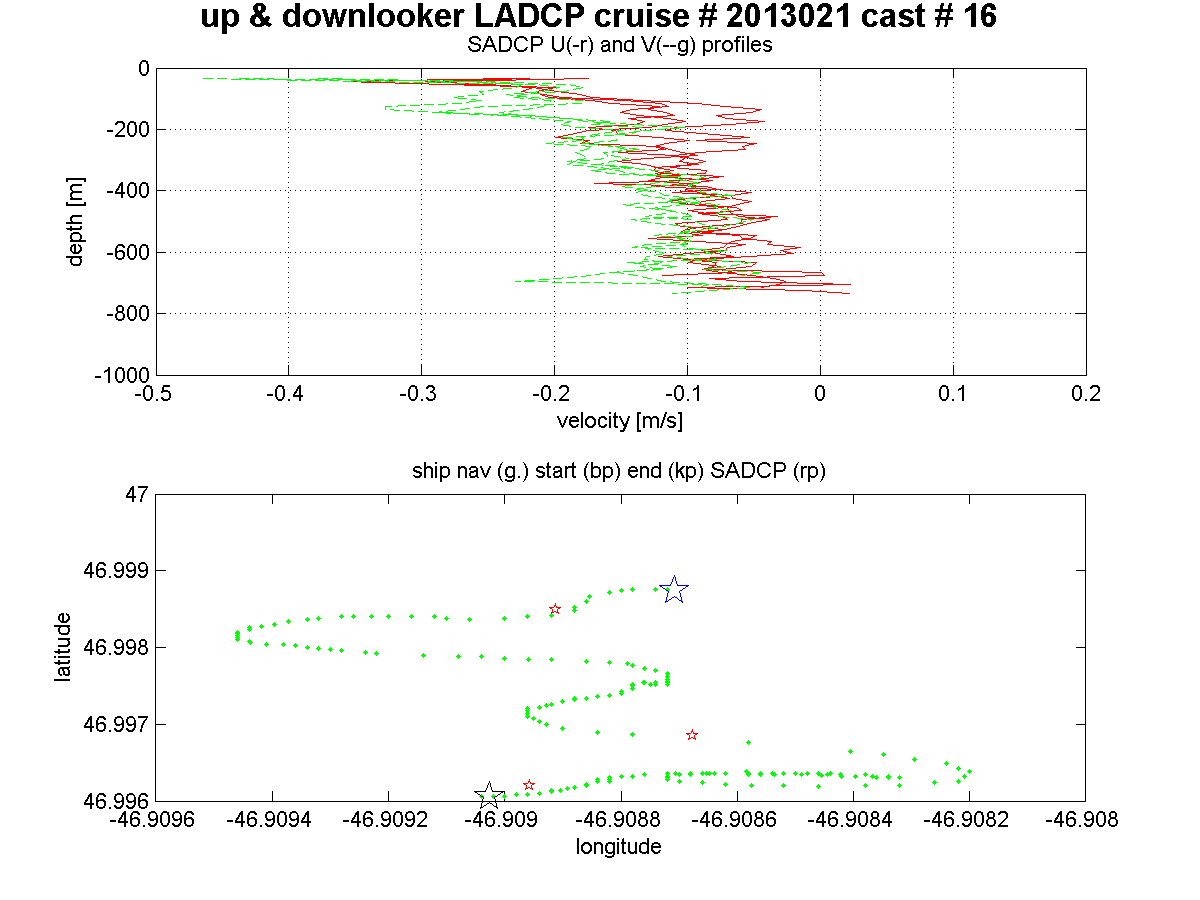 up & downlooker LADCP cruise # 2013021 cast # 16
SADCP U(-r) and V(--g) profiles
0
-200
-400
-600
-800
-1000
depth [m]
-0.5 -0.4 -0.3 -0.2 -0.1 0 0.1 0.2
velocity [m/s]
ship nav (g.) start (bp) end (kp) SADCP (rp)
47
46.999
46.998
46.997
46.996
latitude
-46.9096 -46.9094 -46.9092 -46.909 -46.9088 -46.9086 -46.9084 -46.9082 -46.908
longitude